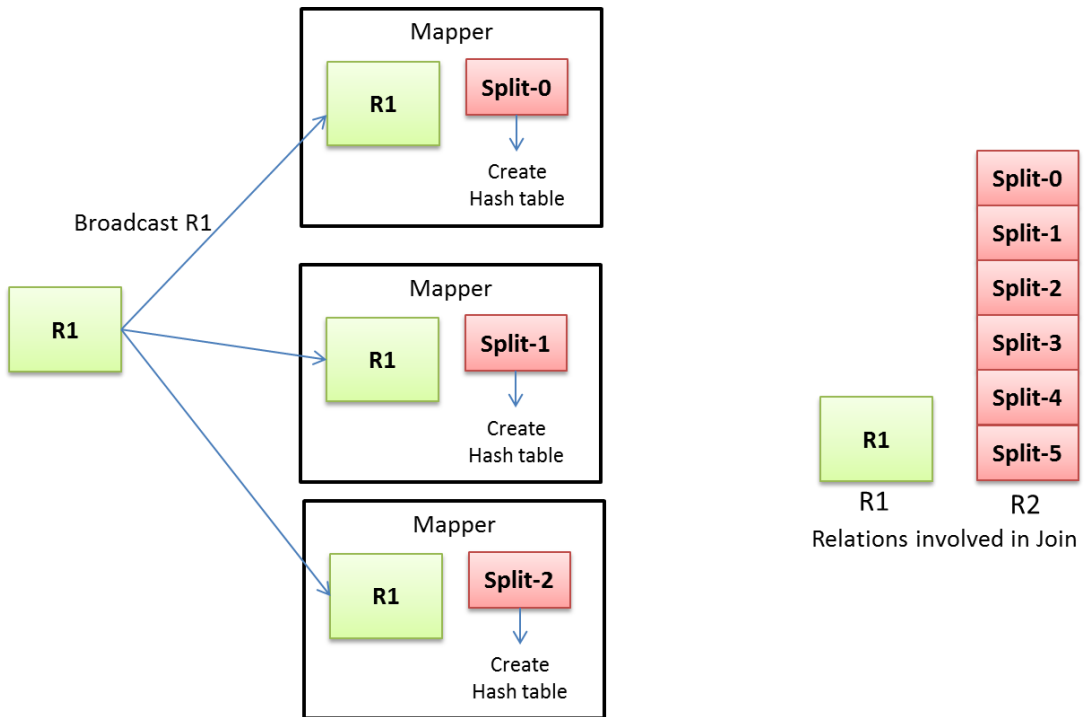 Mapper
R1
Split-0
Create
Hash table
Broadcast R1
R1
Mapper
R1
Split-1
Create
Hash table
Mapper
R1
Split-2
Create
Hash table
Split-0
Split-1
Split-2
Split-3
Split-4
Split-5
R1
R1
R2
Relations involved in Join